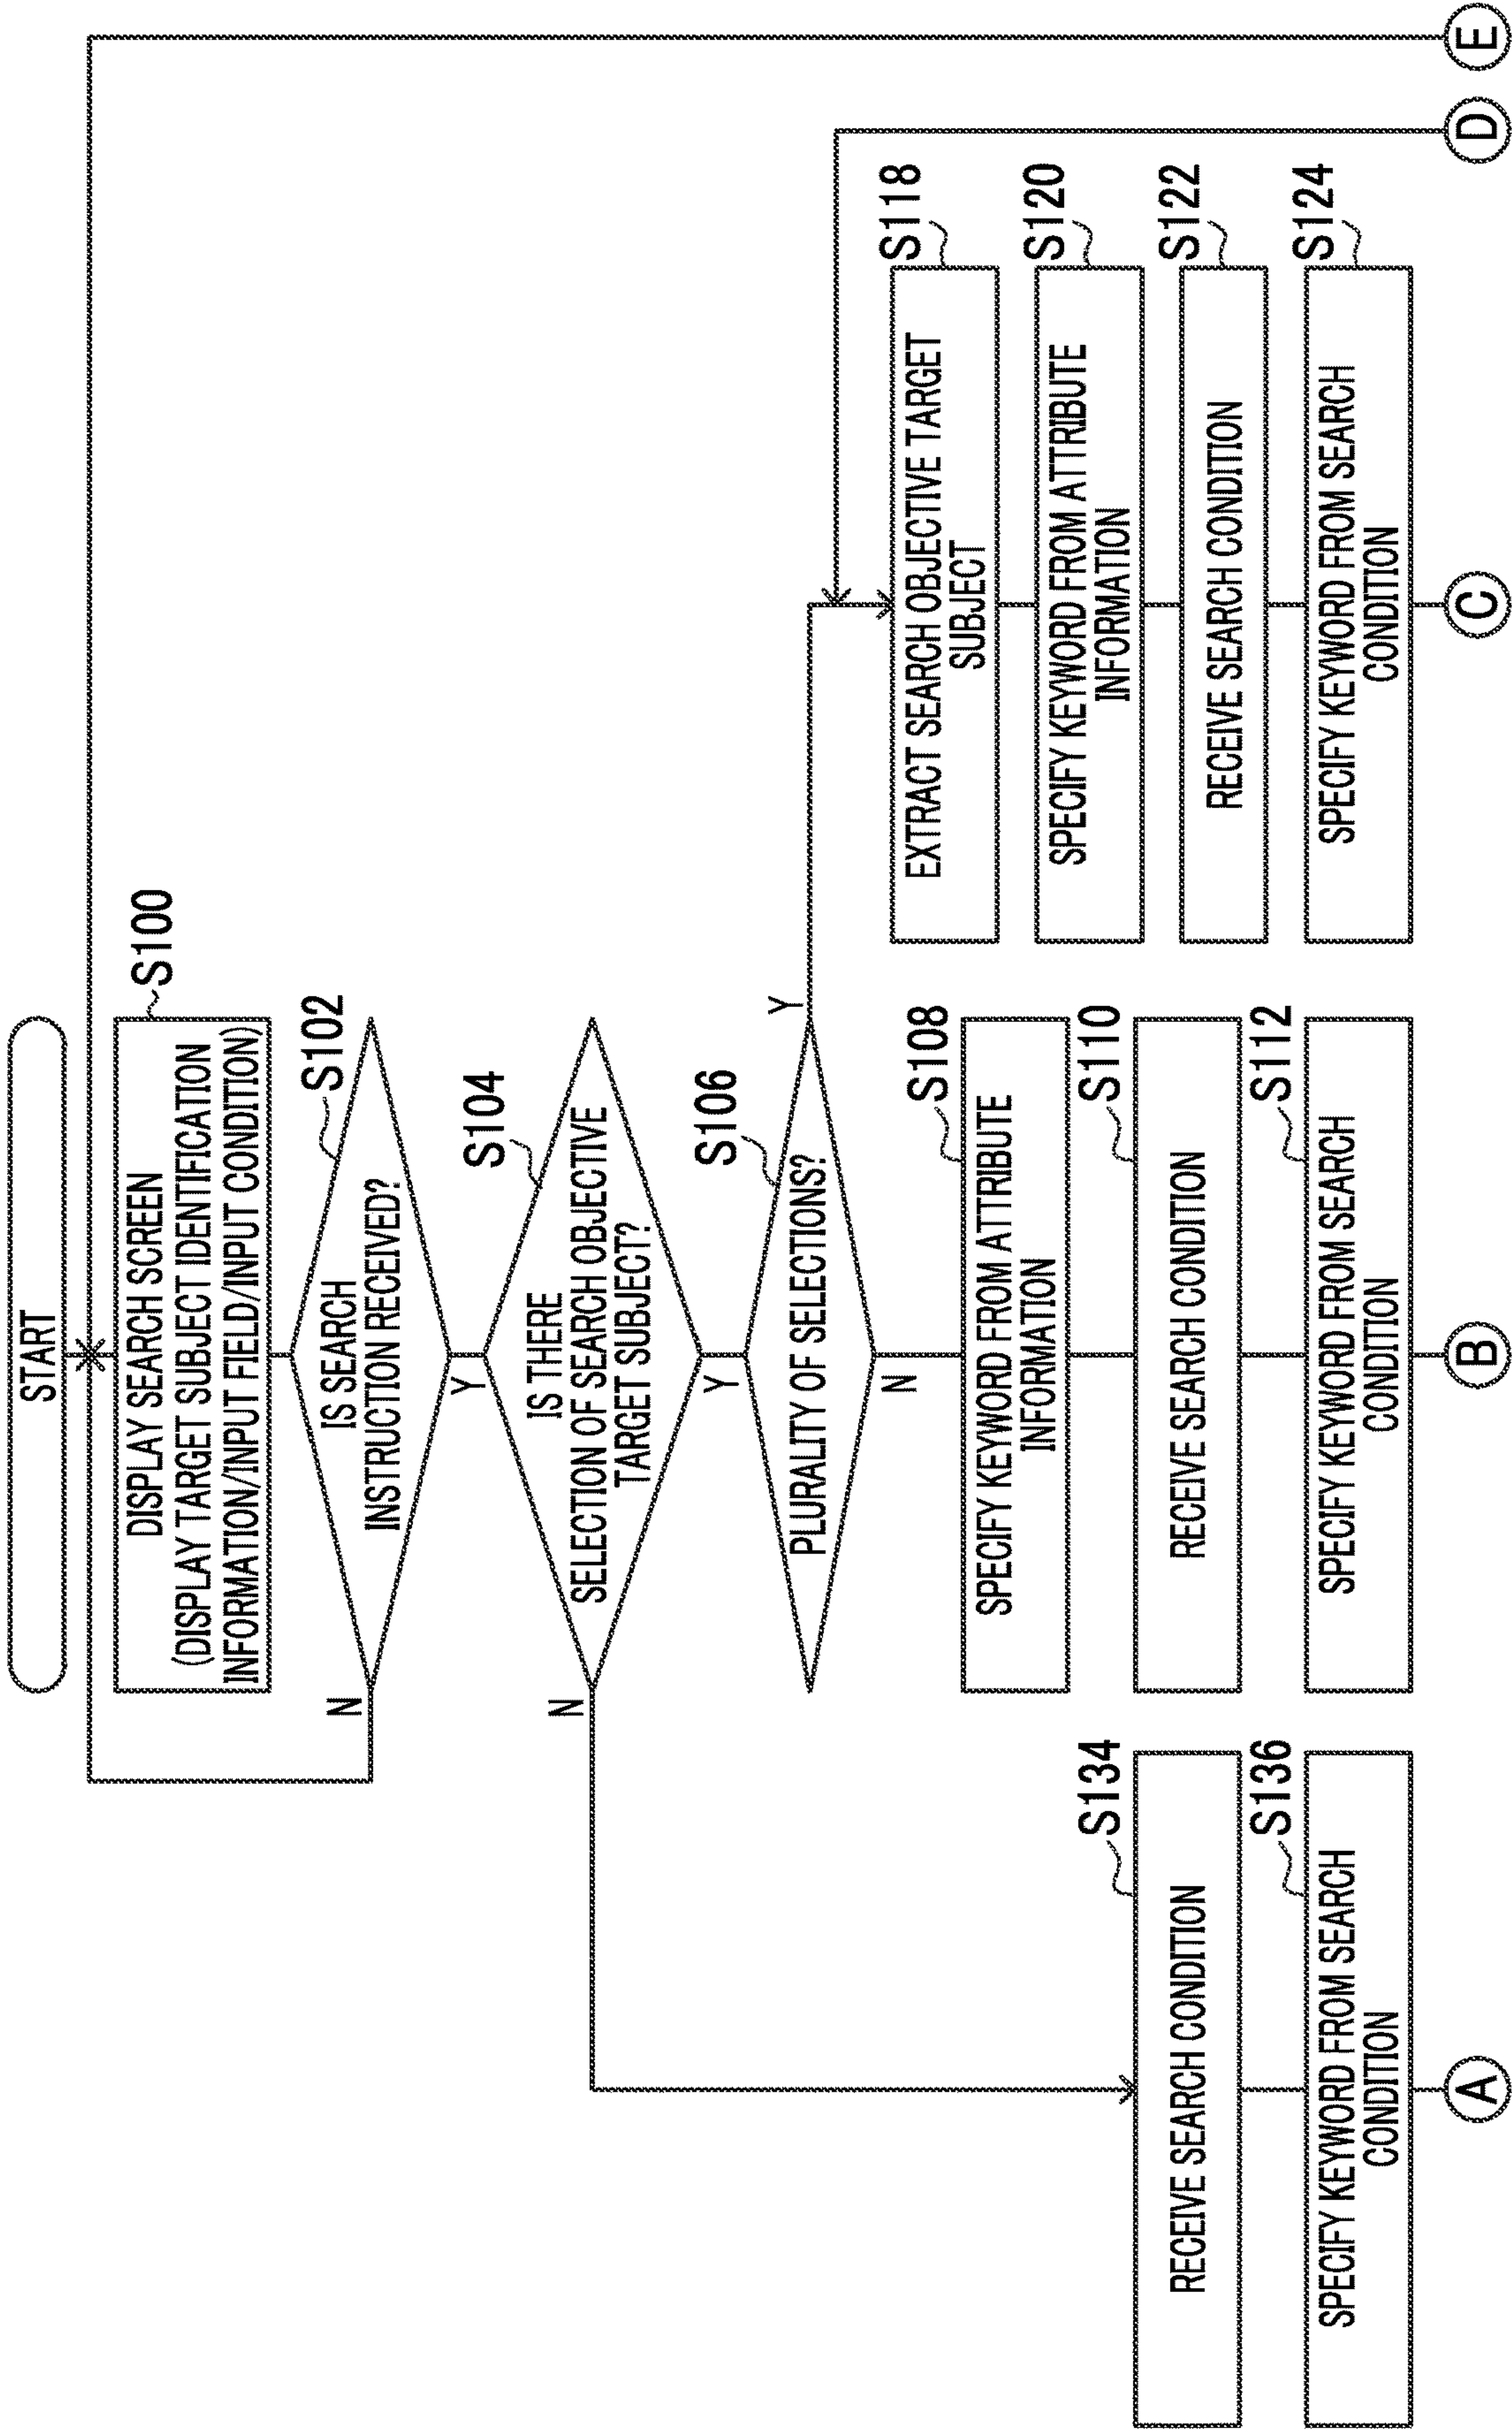 START
S100
DISPLAY SEARCH SCREEN
(DISPLAY TARGET SUBJECT IDENTIFICATION
INFORMATION/INPUT FIELD/INPUT CONDITION)
S102
IS SEARCH
INSTRUCTION RECEIVED?
N
Y
S104
IS THERE
SELECTION OF SEARCH OBJECTIVE
TARGET SUBJECT?
N
Y
S106
PLURALITY OF SELECTIONS?
Y
N
S134
RECEIVE SEARCH CONDITION
S136
SPECIFY KEYWORD FROM SEARCH
CONDITION
A
S108
SPECIFY KEYWORD FROM ATTRIBUTE
INFORMATION
S110
RECEIVE SEARCH CONDITION
S112
SPECIFY KEYWORD FROM SEARCH
CONDITION
B
S118
EXTRACT SEARCH OBJECTIVE TARGET
SUBJECT
S120
SPECIFY KEYWORD FROM ATTRIBUTE
INFORMATION
S122
RECEIVE SEARCH CONDITION
S124
SPECIFY KEYWORD FROM SEARCH
CONDITION
C
D
E